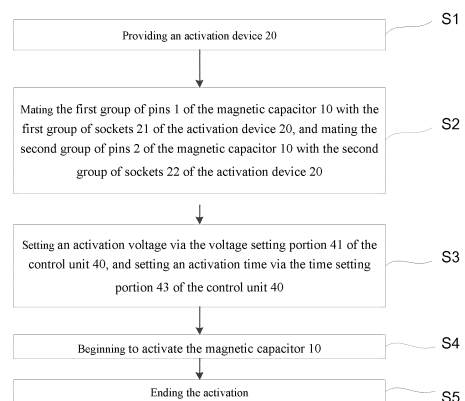 Providing an activation device 20
S1
Mating the first group of pins 1 of the magnetic capacitor 10 with the
first group of sockets 21 of the activation device 20, and mating the
second group of pins 2 of the magnetic capacitor 10 with the second
group of sockets 22 of the activation device 20
S2
Setting an activation voltage via the voltage setting portion 41 of the
control unit 40, and setting an activation time via the time setting
portion 43 of the control unit 40
S3
Beginning to activate the magnetic capacitor 10
S4
Ending the activation
S5